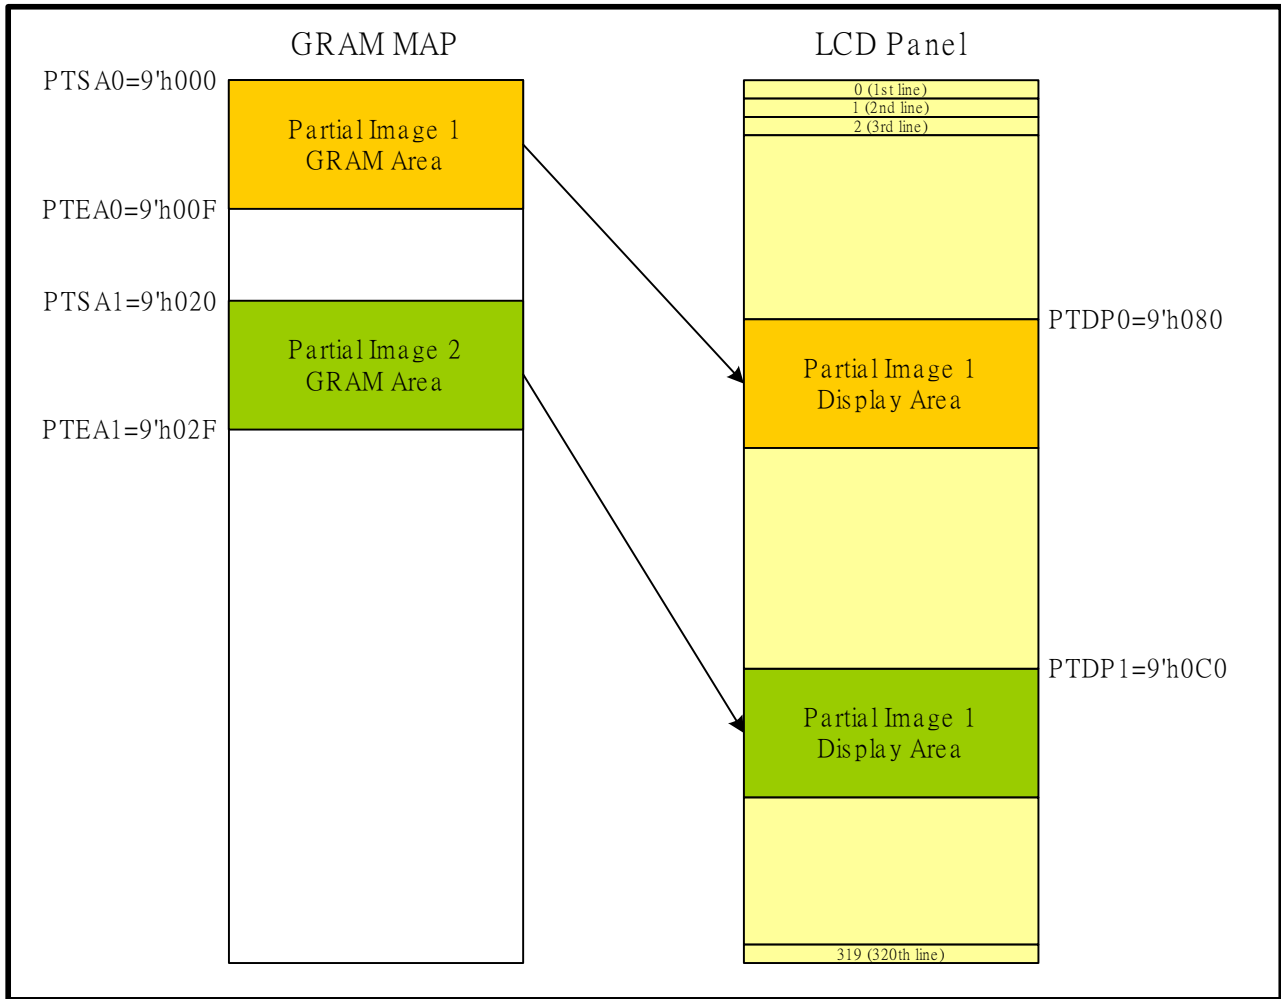 GRAM MAP
PTSA0=9'h000
Partial Image 1
GRAM Area
PTEA0=9'h00F
PTSA1=9'h020
Partial Image 2
GRAM Area
PTEA1=9'h02F
LCD Panel
0 (1st line)
1 (2nd line)
2 (3rd line)
PTDP0=9'h080
Partial Image 1
Display Area
PTDP1=9'h0C0
Partial Image 1
Display Area
319 (320th line)